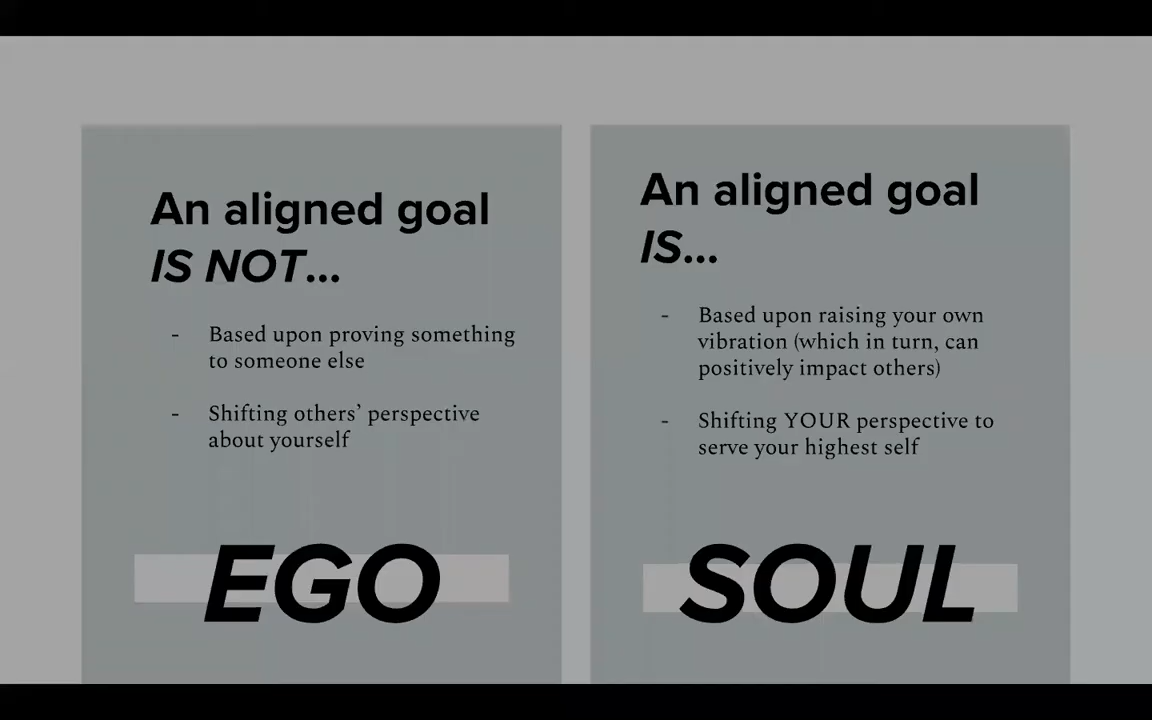 An aligned goal
IS NOT...
- Based upon proving something
to someone else
- Shifting others’ perspective
about yourself
EGO
An aligned goal
IS...
- Based upon raising your own
vibration (which in turn, can
positively impact others)
- Shifting YOUR perspective to
serve your highest self
SOUL